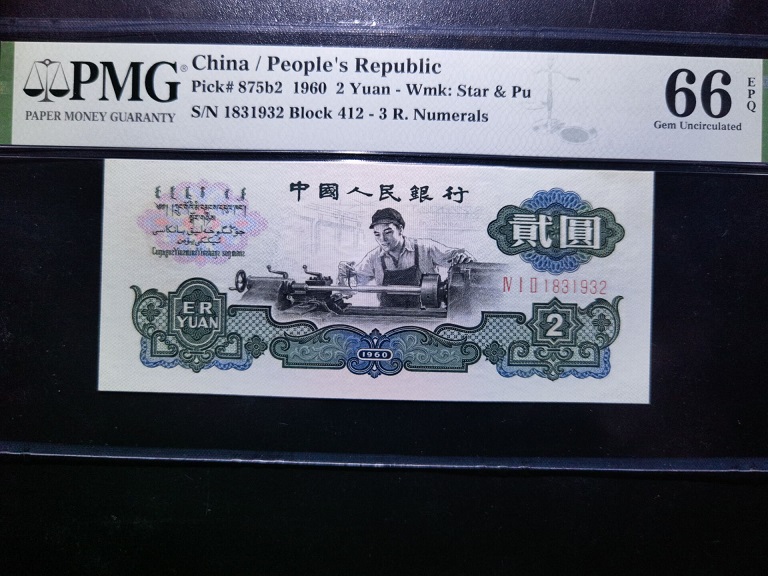 PMG
PAPER MONEY GUARANTY
China / People's Republic
Pick# 875b2 1960 2 Yuan - Wmk: Star & Pu
S/N 1831932 Block 412 - 3 R. Numerals
66 EPQ
Gem Uncirculated
中國人民銀行
貳圓
Ⅳ Ⅰ Ⅱ 1831932
ER
YUAN
1960
2